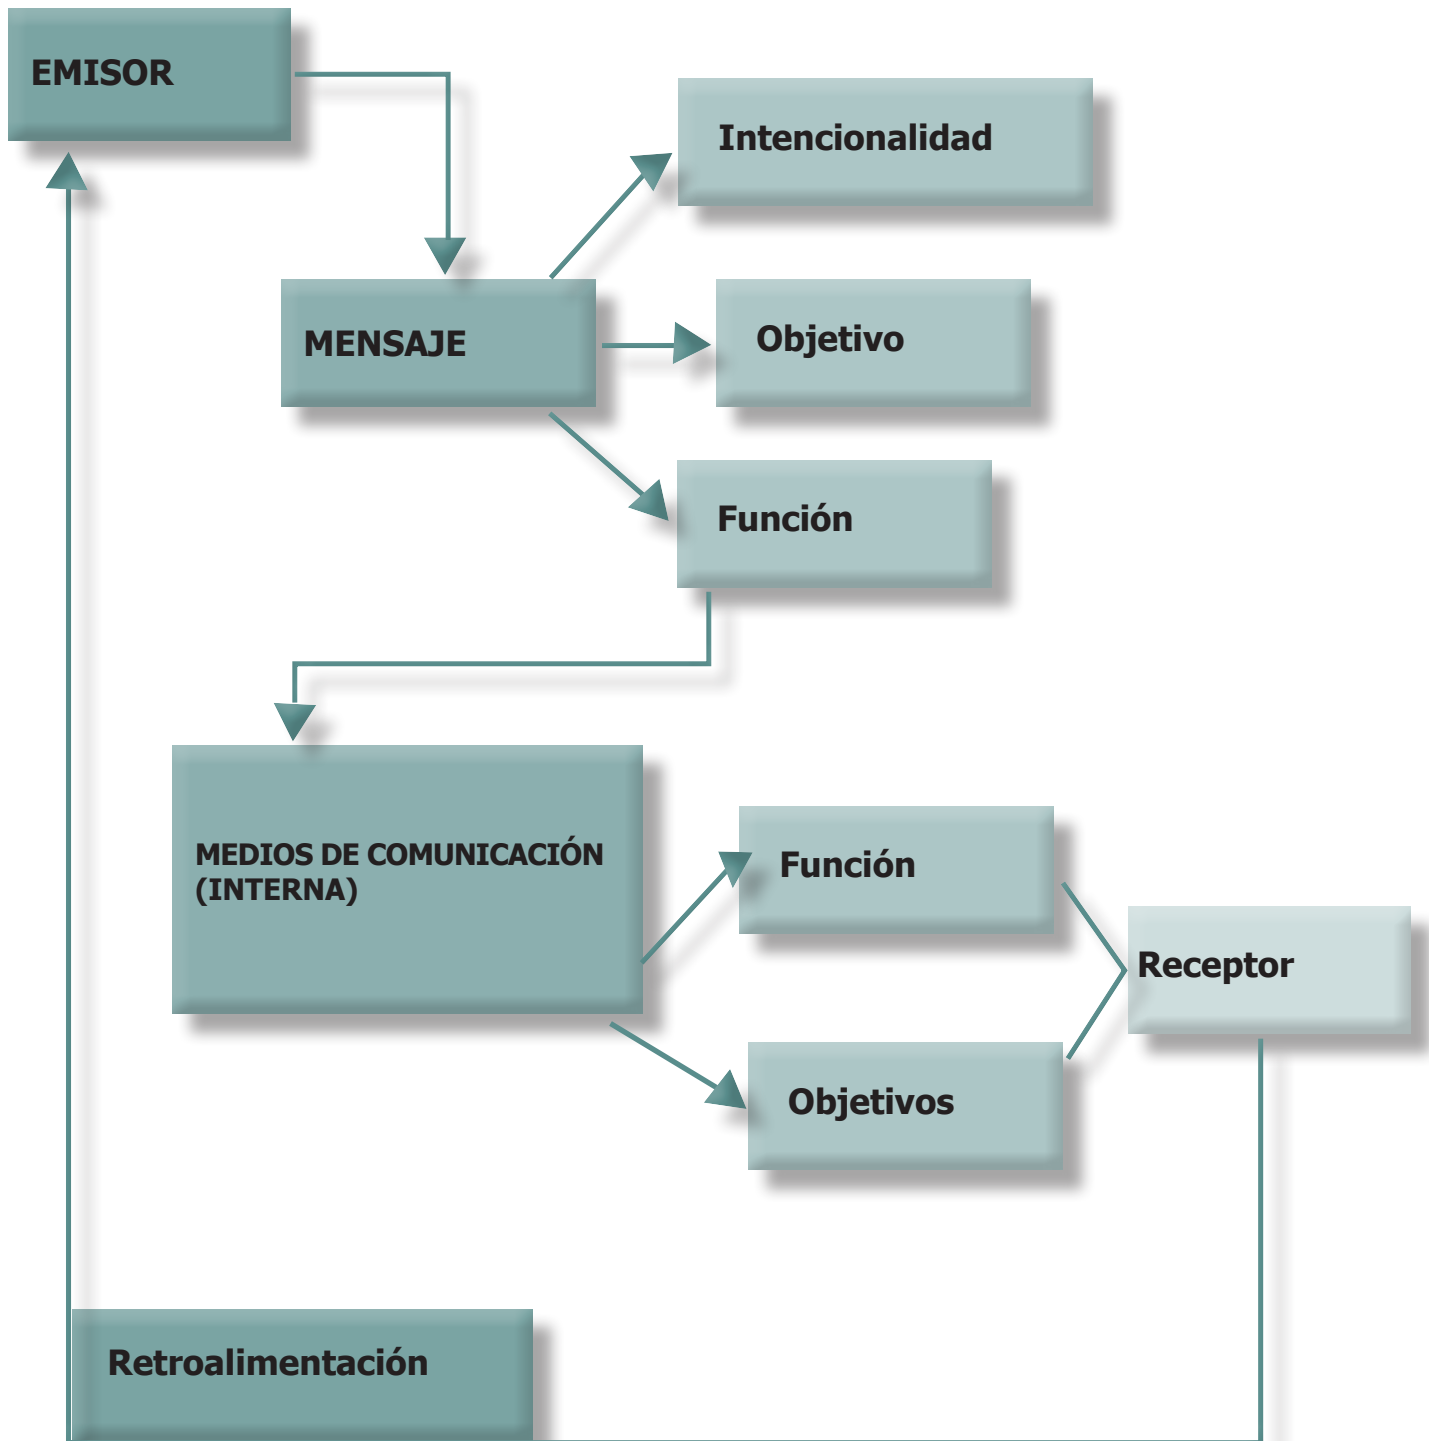 EMISOR
Intencionalidad
MENSAJE
Objetivo
Función
MEDIOS DE COMUNICACIÓN
(INTERNA)
Función
Receptor
Objetivos
Retroalimentación